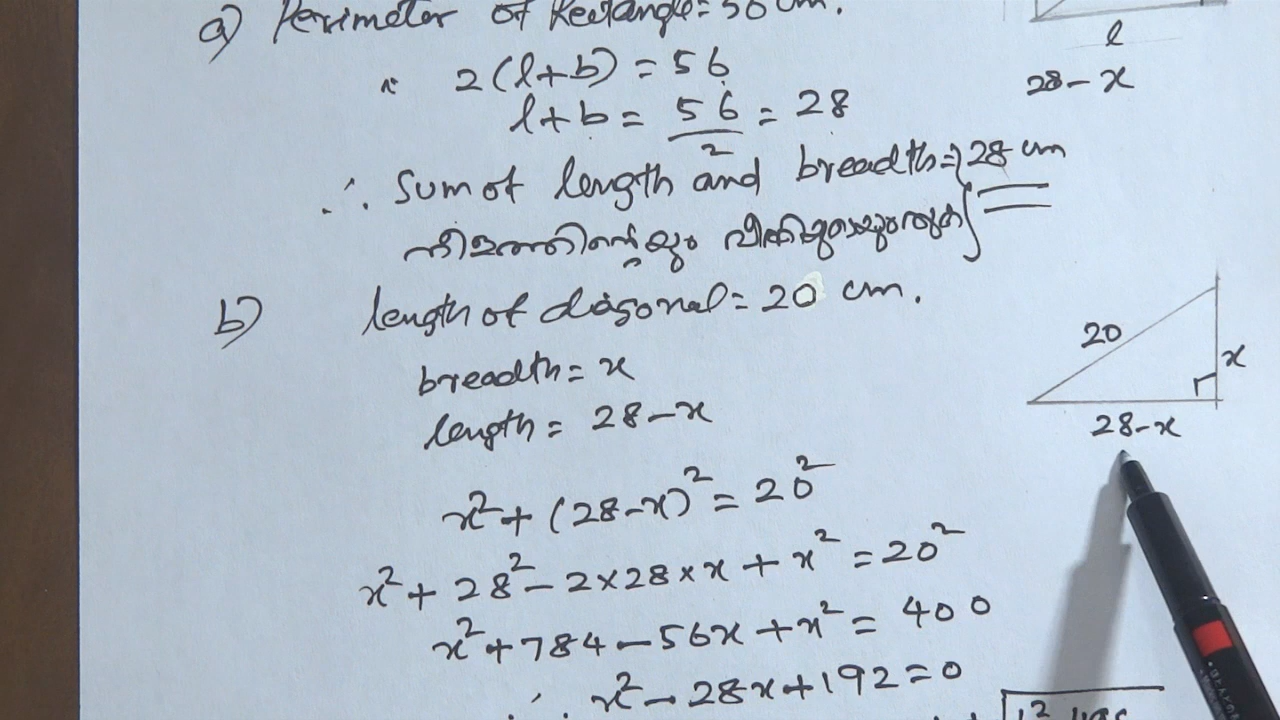 a) Perimeter of Rectangle = 56 cm.
l
28 - x
2(l+b) = 56
l+b = 56/2 = 28
∴ Sum of length and breadth = 28 cm
നീളത്തിന്റേയും വീതിയുടെയും തുക
b) length of diagonal = 20 cm.
20
x
28-x
breadth = x
length = 28-x
x² + (28-x)² = 20²
x² + 28² - 2×28×x + x² = 20²
x² + 784 - 56x + x² = 400
∴ x² - 28x + 192 = 0